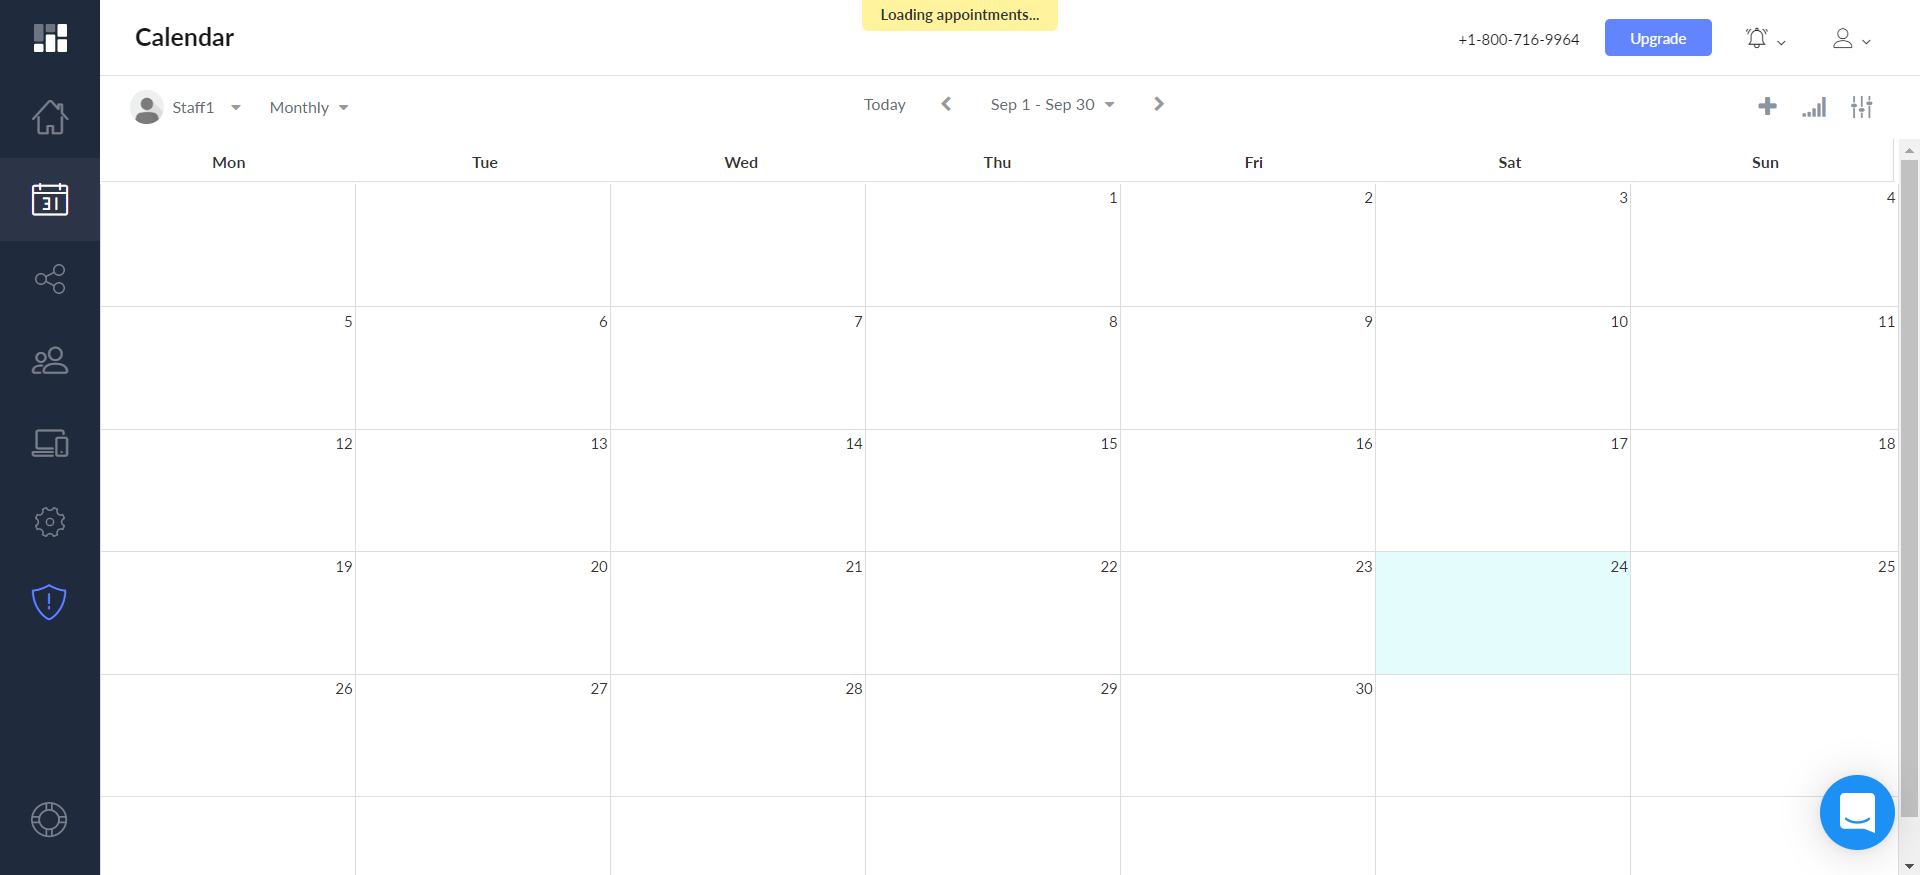 Loading appointments...
Calendar
+1-800-716-9964
Upgrade
Staff1
Monthly
Today
Sep 1 - Sep 30
Mon Tue Wed Thu Fri Sat Sun
1 2 3 4
5 6 7 8 9 10 11
12 13 14 15 16 17 18
19 20 21 22 23 24 25
26 27 28 29 30
31